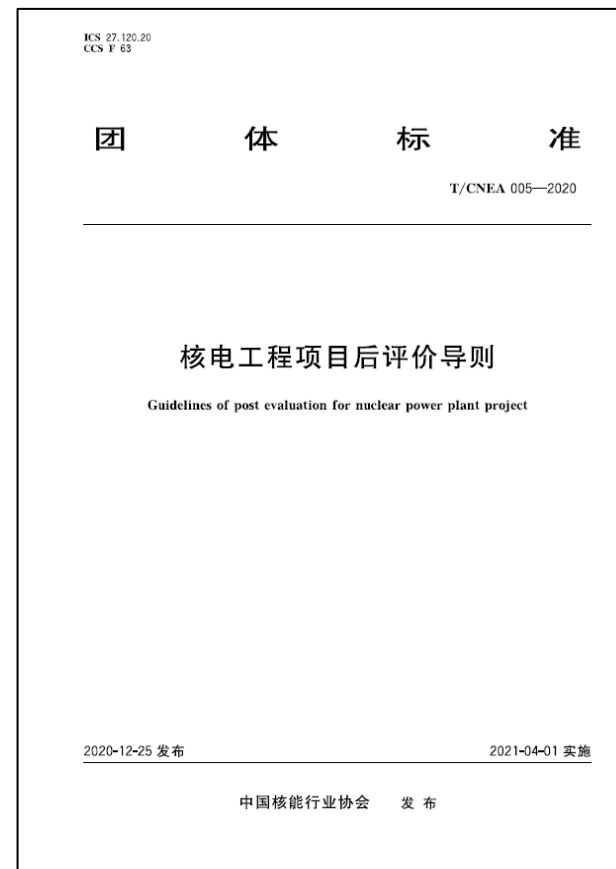 ICS 27.120.20
CCS F 63
团体标准
T/CNEA 005—2020
核电工程项目后评价导则
Guidelines of post evaluation for nuclear power plant project
2020-12-25 发布
2021-04-01 实施
中国核能行业协会 发布